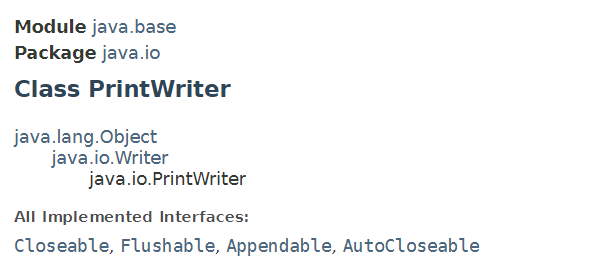 Module java.base
Package java.io
Class PrintWriter
java.lang.Object
java.io.Writer
java.io.PrintWriter
All Implemented Interfaces:
Closeable, Flushable, Appendable, AutoCloseable